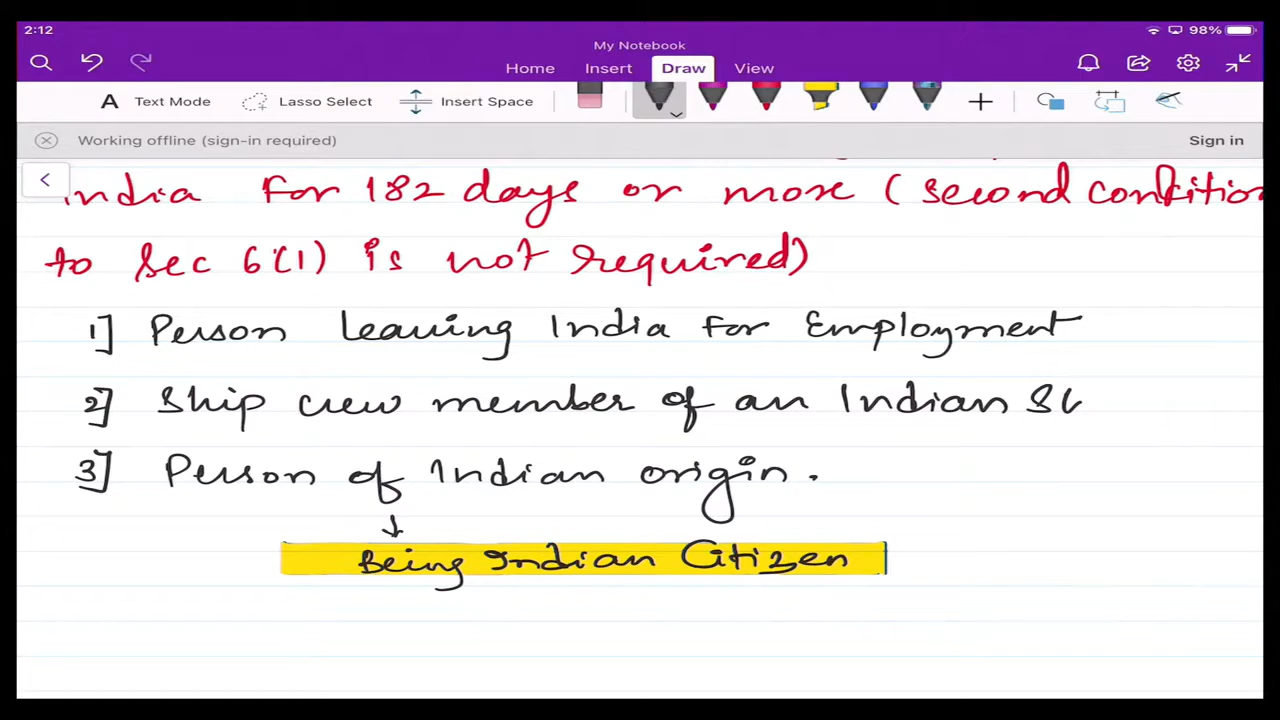 2:12
98%
My Notebook
Home Insert Draw View
A Text Mode Lasso Select Insert Space
Working offline (sign-in required) Sign in
India for 182 days or more (second condition
to sec 6(1) is not required)
1] Person leaving India for Employment
2] Ship crew member of an Indian
3] Person of Indian origin.
Being Indian Citizen